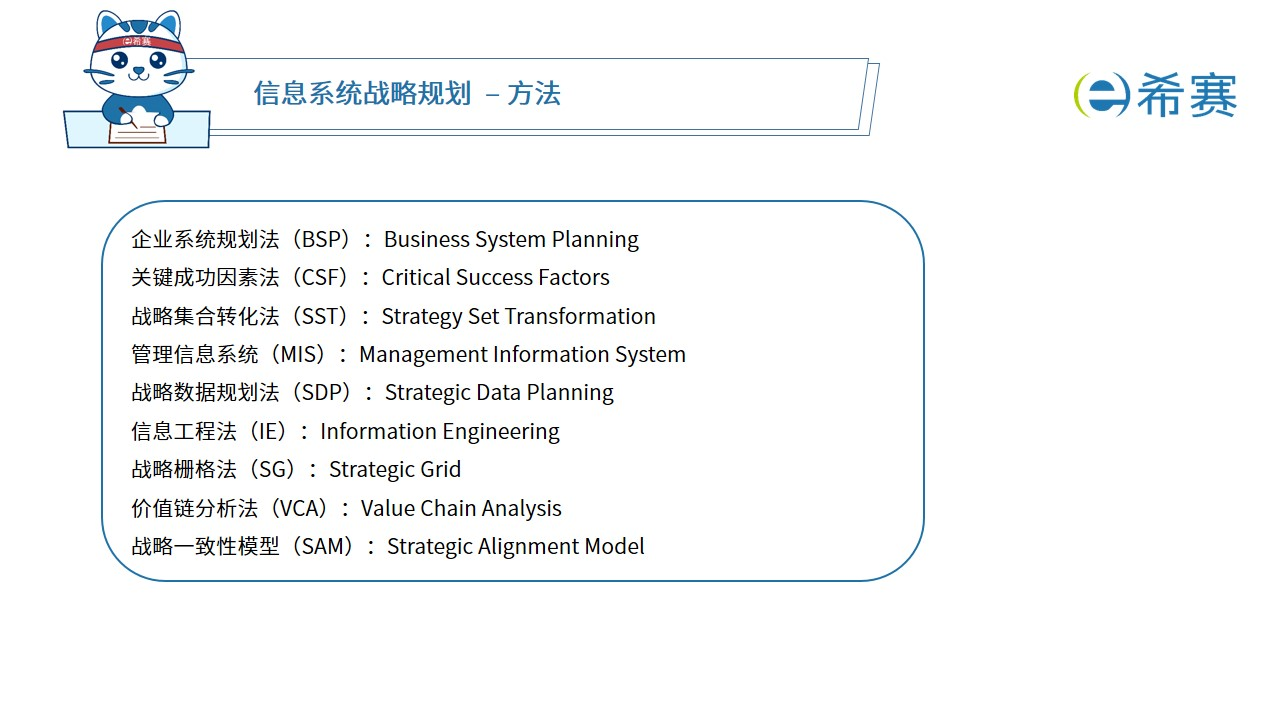 信息系统战略规划 – 方法
希赛
希赛
企业系统规划法（BSP）：Business System Planning
关键成功因素法（CSF）：Critical Success Factors
战略集合转化法（SST）：Strategy Set Transformation
管理信息系统（MIS）：Management Information System
战略数据规划法（SDP）：Strategic Data Planning
信息工程法（IE）：Information Engineering
战略栅格法（SG）：Strategic Grid
价值链分析法（VCA）：Value Chain Analysis
战略一致性模型（SAM）：Strategic Alignment Model